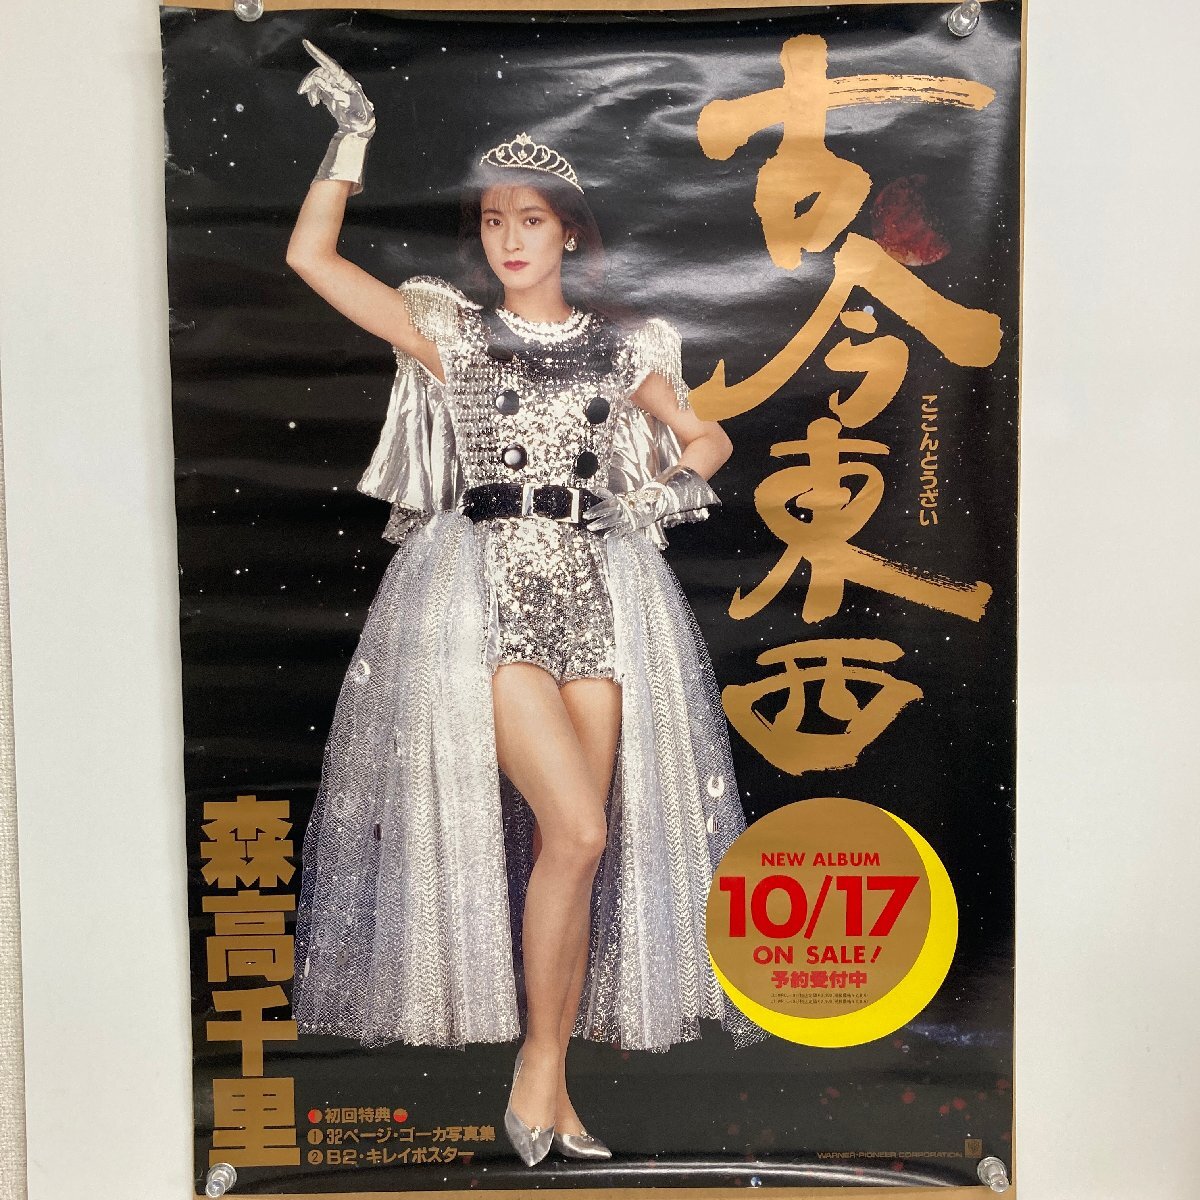 古今東西
ここんとうざい
森高千里
NEW ALBUM
10/17
ON SALE!
予約受付中
初回特典
① 32ページ・ゴーカ写真集
② B2・キレイポスター
WARNER-PIONEER CORPORATION